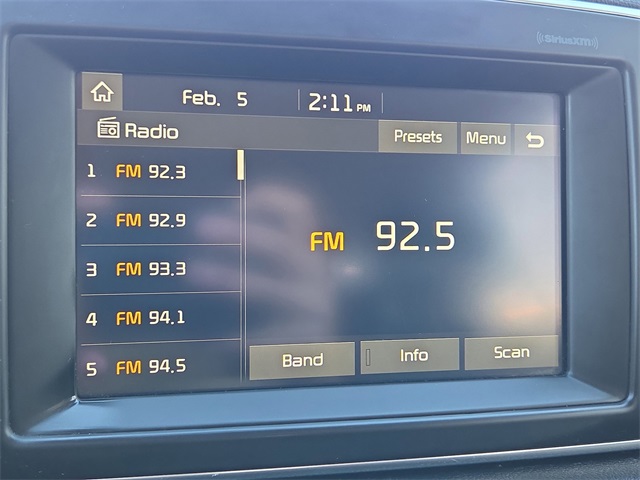 ((SiriusXM))
Feb. 5 2:11 PM
Radio Presets Menu
1 FM 92.3
2 FM 92.9
3 FM 93.3
4 FM 94.1
5 FM 94.5
FM 92.5
Band Info Scan